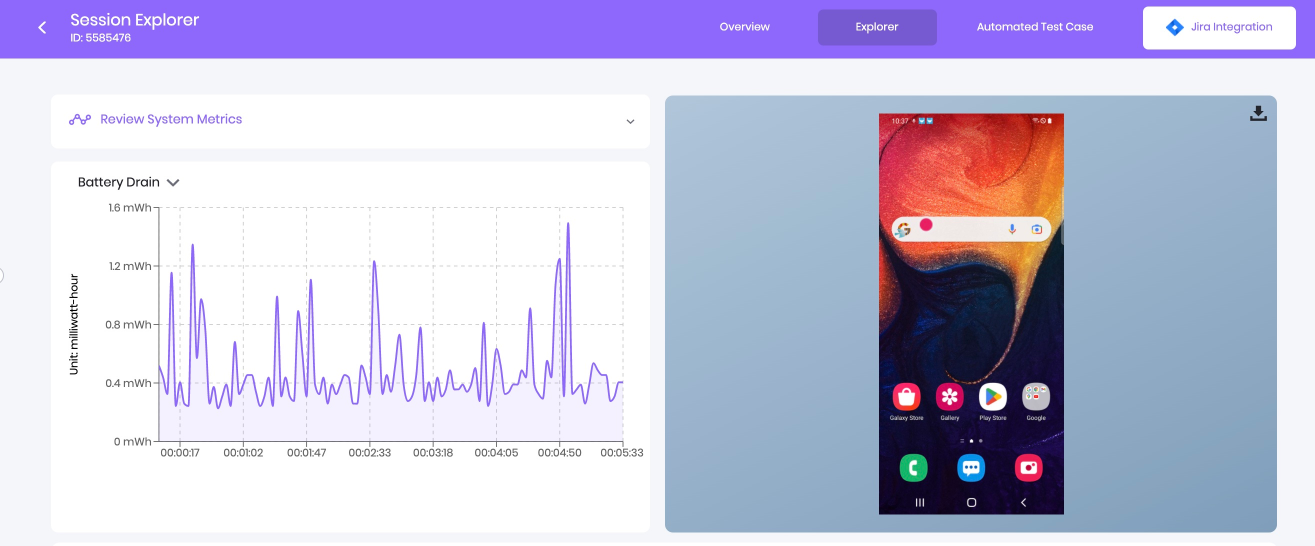 Session Explorer
ID: 5585476
Overview
Explorer
Automated Test Case
Jira Integration
Review System Metrics
Battery Drain
Unit: milliwatt-hour
1.6 mWh
1.2 mWh
0.8 mWh
0.4 mWh
0 mWh
00:00:17 00:01:02 00:01:47 00:02:33 00:03:18 00:04:05 00:04:50 00:05:33
10:37
Galaxy Store Gallery Play Store Google